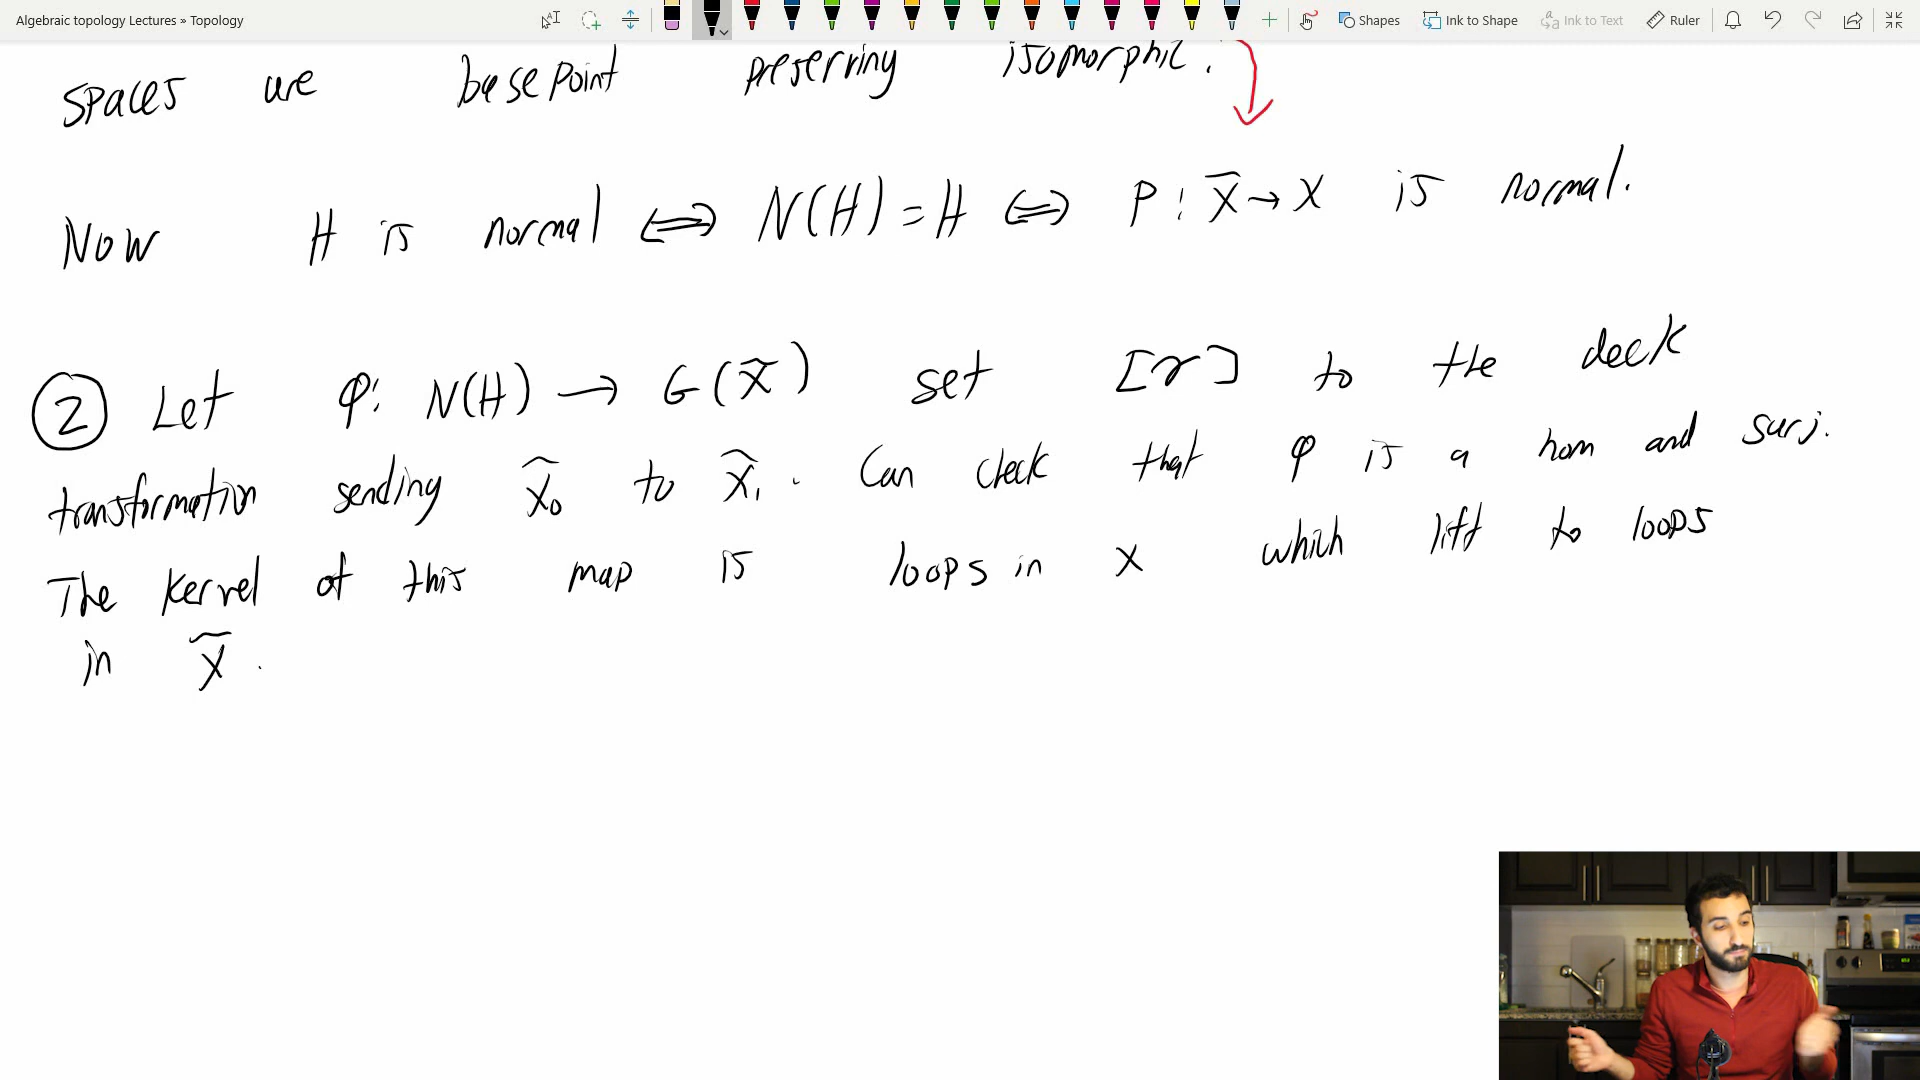 Algebraic topology Lectures » Topology
Shapes Ink to Shape Ink to Text Ruler
spaces are basepoint preserving isomorphic.
Now H is normal ⟺ N(H) = H ⟺ P : X̃ → X is normal.
② Let φ: N(H) → G(X̃) set [γ] to the deck
transformation sending x̃₀ to x̃₁. Can check that φ is a hom and surj.
The kernel of this map is loops in X which lift to loops
in X̃.